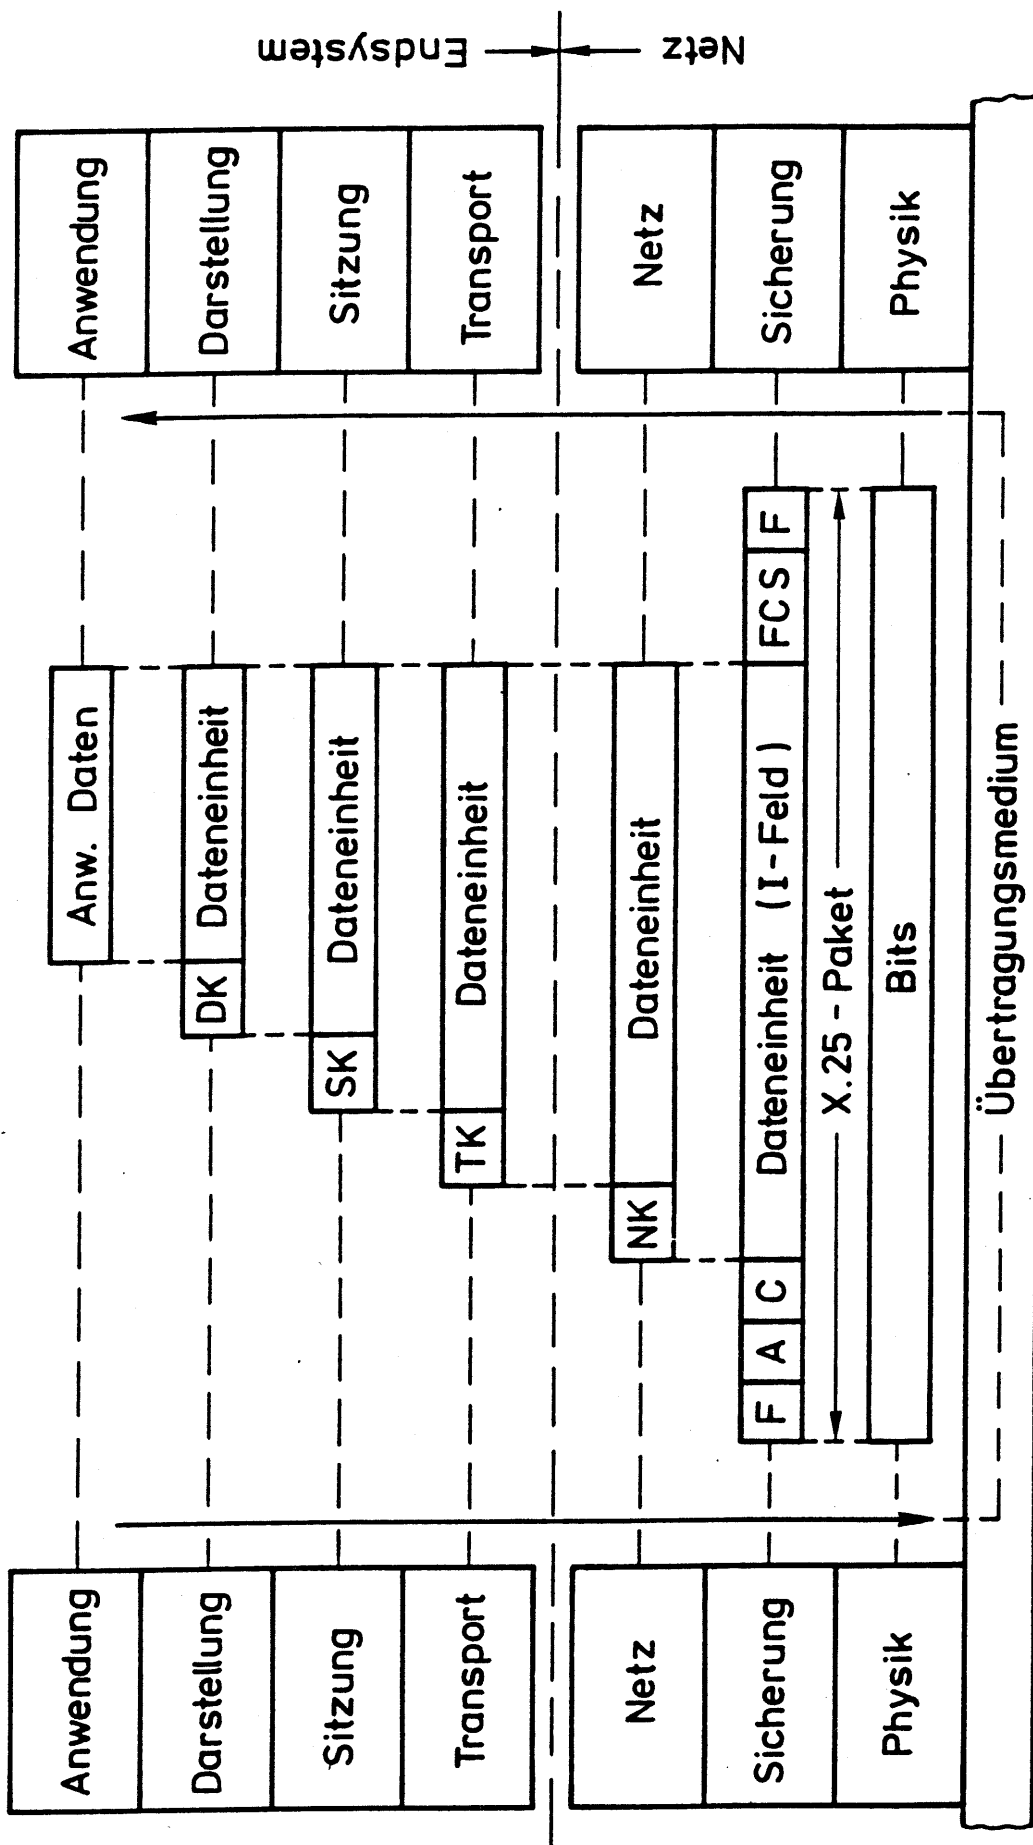 Anwendung
Darstellung
Sitzung
Transport
Netz
Sicherung
Physik
Anw. Daten
DK Dateneinheit
SK Dateneinheit
TK Dateneinheit
NK Dateneinheit
F A C Dateneinheit (I-Feld) FCS F
X.25-Paket
Bits
Übertragungsmedium
Anwendung
Darstellung
Sitzung
Transport
Netz
Sicherung
Physik
Endsystem
Netz